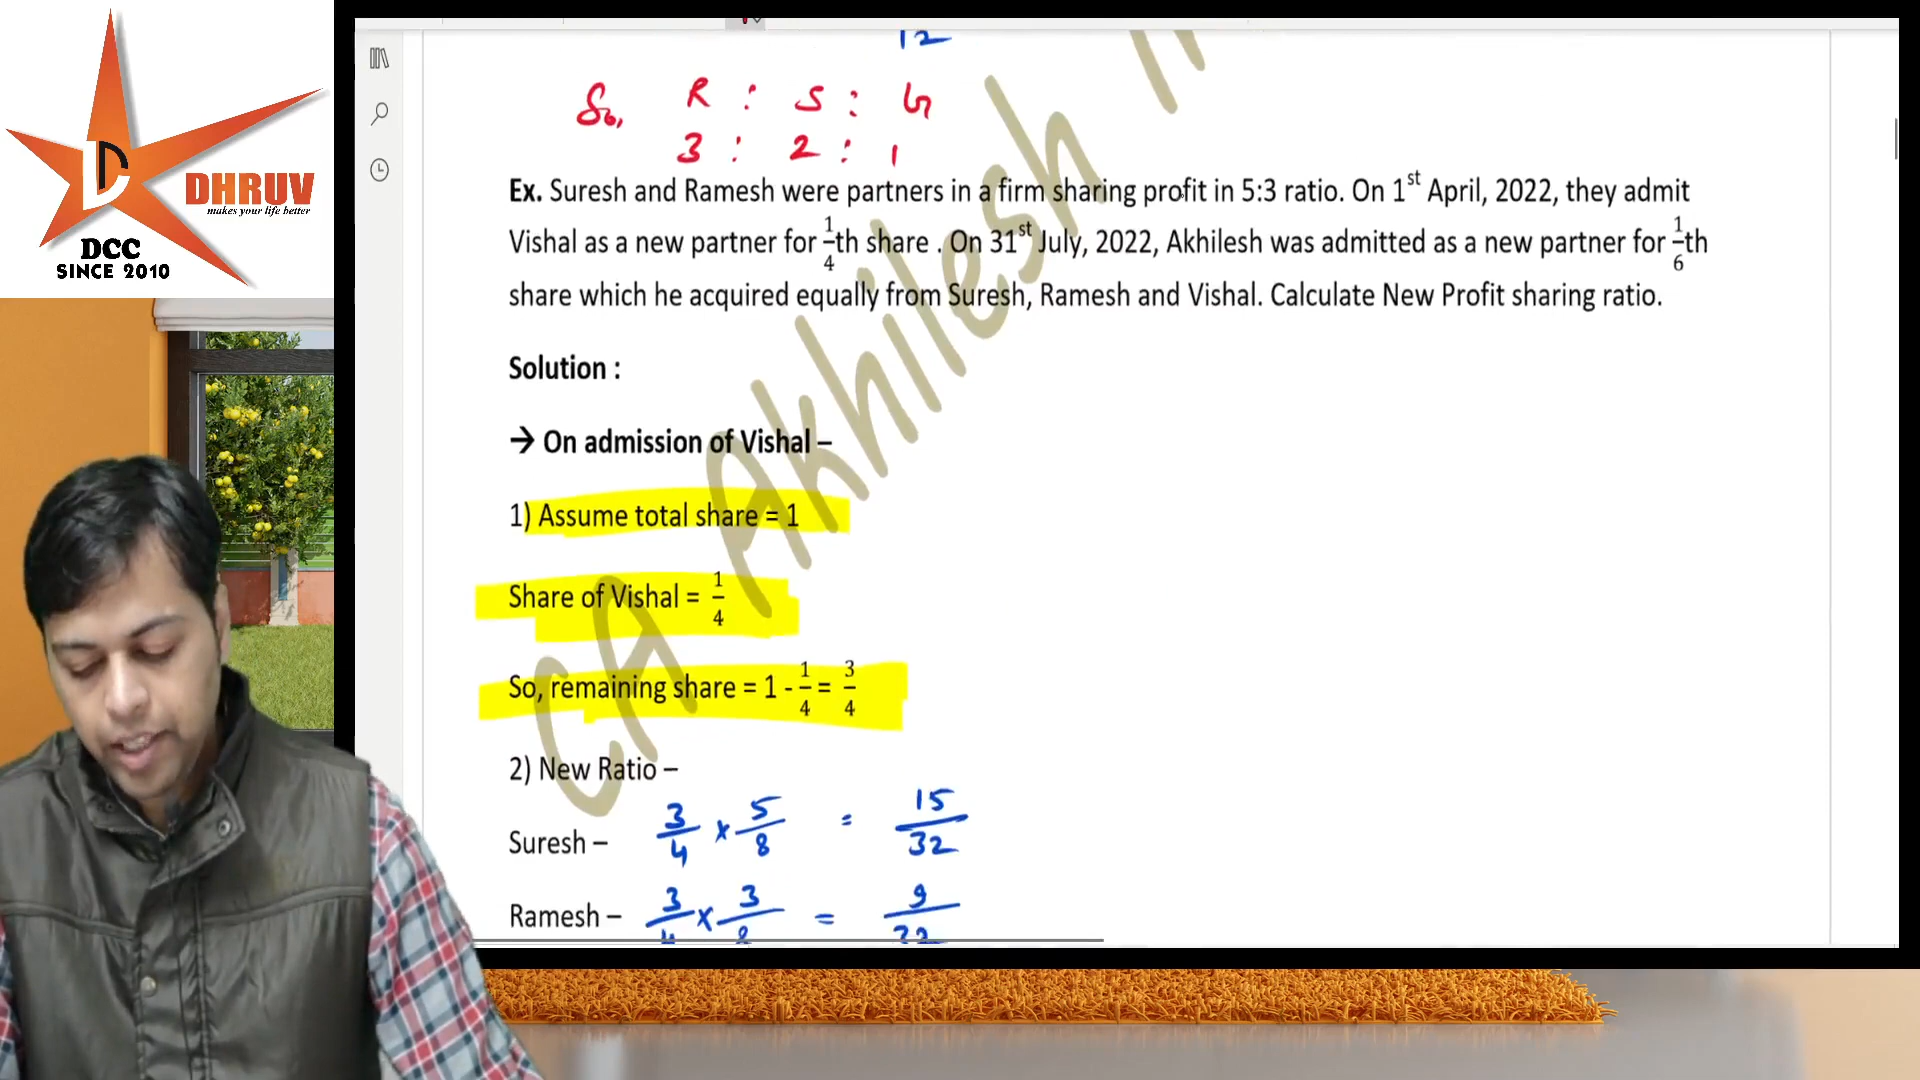 12
So, R : S : G
3 : 2 : 1
Ex. Suresh and Ramesh were partners in a firm sharing profit in 5:3 ratio. On 1st April, 2022, they admit
Vishal as a new partner for 1/4th share . On 31st July, 2022, Akhilesh was admitted as a new partner for 1/6th
share which he acquired equally from Suresh, Ramesh and Vishal. Calculate New Profit sharing ratio.
Solution :
→ On admission of Vishal –
1) Assume total share = 1
Share of Vishal = 1/4
So, remaining share = 1 - 1/4 = 3/4
2) New Ratio –
Suresh – 3/4 × 5/8 = 15/32
Ramesh – 3/4 × 3/8 = 9/32
CA Akhilesh
D
DHRUV
makes your life better
DCC
SINCE 2010